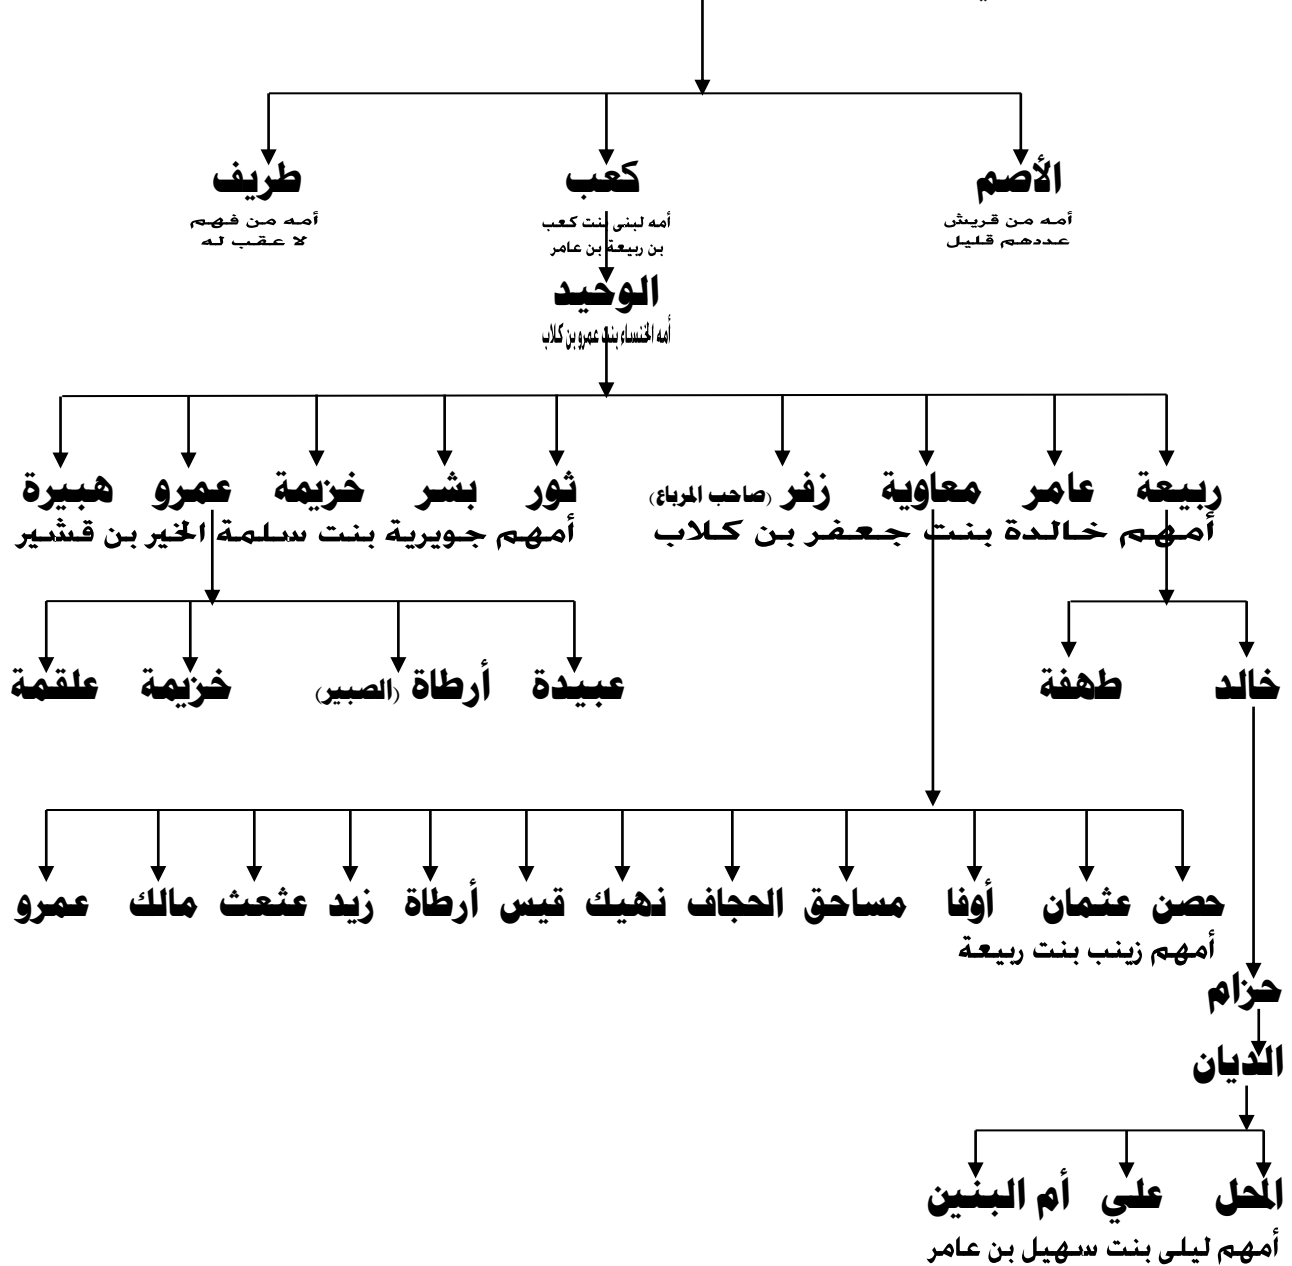 الأصم كعب طريف
أمه من قريش أمه لبنى بنت كعب أمه من فهم
عددهم قليل بن ربيعة بن عامر لا عقب له
الوحيد
أمه الخنساء بنت عمرو بن كلاب
ربيعة عامر معاوية زفر (صاحب المرباع) ثور بشر خزيمة عمرو هبيرة
أمهم خالدة بنت جعفر بن كلاب أمهم جويرية بنت سلمة الخير بن قشير
خالد طهفة عبيدة أرطاة (الصبير) خزيمة علقمة
حصن عثمان أوفا مساحق الحجاف نهيك قيس أرطاة زيد عثعث مالك عمرو
أمهم زينب بنت ربيعة
حزام
الديان
المحل علي أم البنين
أمهم ليلى بنت سهيل بن عامر